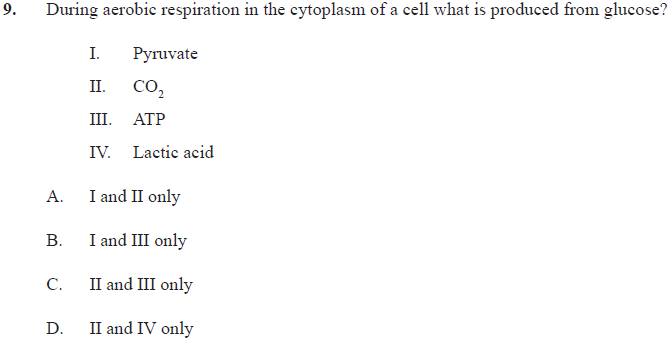 9. During aerobic respiration in the cytoplasm of a cell what is produced from glucose?
I. Pyruvate
II. CO₂
III. ATP
IV. Lactic acid
A. I and II only
B. I and III only
C. II and III only
D. II and IV only